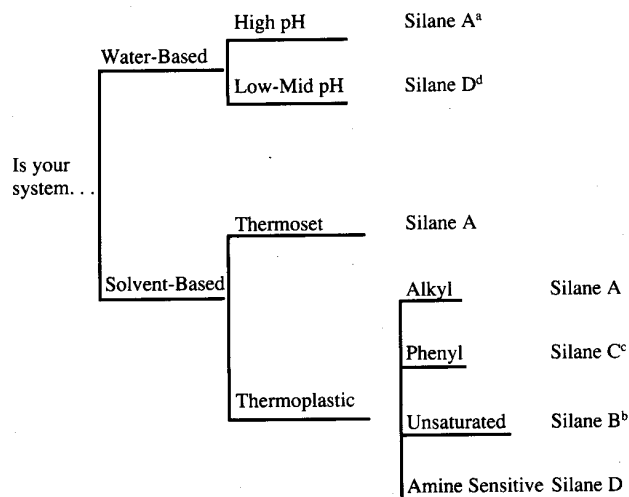 High pH Silane Aᵃ
Water-Based
Low-Mid pH Silane Dᵈ
Is your
system. . .
Thermoset Silane A
Solvent-Based
Alkyl Silane A
Phenyl Silane Cᶜ
Thermoplastic
Unsaturated Silane Bᵇ
Amine Sensitive Silane D